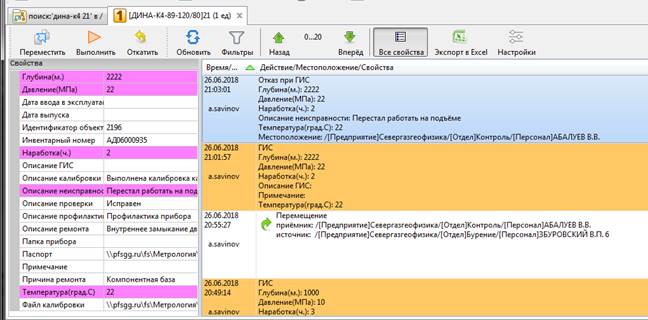 поиск:'дина-к4 21' в /
1 [ДИНА-К4-89-120/80]21 (1 ед)
Переместить Выполнить Откатить Обновить Фильтры Назад 0...20 Вперёд Все свойства Экспорт в Excel Настройки
Свойства
Глубина(м.) 2222
Давление(МПа) 22
Дата ввода в эксплуата
Дата выпуска
Идентификатор объект 2196
Инвентарный номер АД06000935
Наработка(ч.) 2
Описание ГИС
Описание калибровки Выполнена калибровка ка
Описание неисправнос Перестал работать на под
Описание проверки Исправен
Описание профилактик Профилактика прибора
Описание ремонта Внутреннее замыкание дв
Папка прибора
Паспорт \\pfsgg.ru\fs\Метрология'
Примечание
Причина ремонта Компонентная база
Температура(град.С) 22
Файл калибровки \\pfsgg.ru\fs\Метрология'
Время/... Действие/Местоположение/Свойства
26.06.2018 Отказ при ГИС
21:03:01 Глубина(м.): 2222
Давление(МПа): 22
a.savinov Наработка(ч.): 2
Описание неисправности: Перестал работать на подъёме
Температура(град.С): 22
Местоположение: /[Предприятие]Севергазгеофизика/[Отдел]Контроль/[Персонал]АБАЛУЕВ В.В.
26.06.2018 ГИС
21:01:57 Глубина(м.): 2222
Давление(МПа): 22
a.savinov Наработка(ч.): 2
Описание ГИС:
Примечание:
Температура(град.С): 22
26.06.2018 Перемещение
20:55:27 приёмник: /[Предприятие]Севергазгеофизика/[Отдел]Контроль/[Персонал]АБАЛУЕВ В.В.
источник: /[Предприятие]Севергазгеофизика/[Отдел]Бурение/[Персонал]ЗБУРОВСКИЙ В.П. 6
a.savinov
26.06.2018 ГИС
20:49:14 Глубина(м.): 1000
Давление(МПа): 10
a.savinov Наработка(ч.): 3